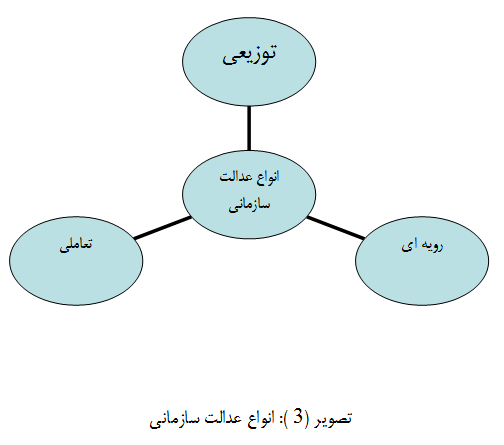 توزیعی
انواع عدالت
سازمانی
رویه ای
تعاملی
تصویر (3 ): انواع عدالت سازمانی